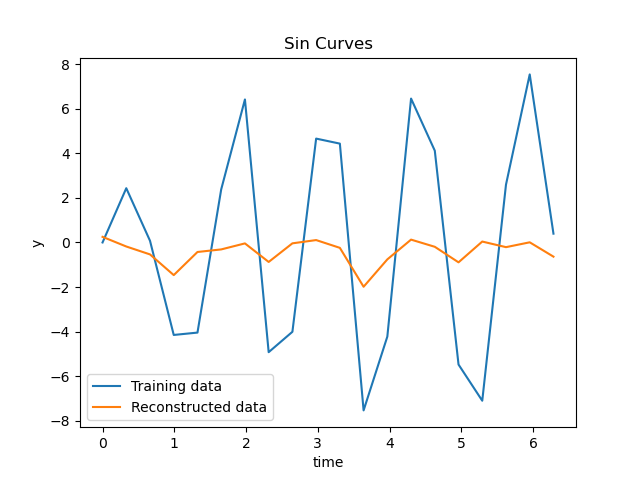 Sin Curves
8
6
4
2
0
−2
−4
−6
−8
y
Training data
Reconstructed data
0 1 2 3 4 5 6
time